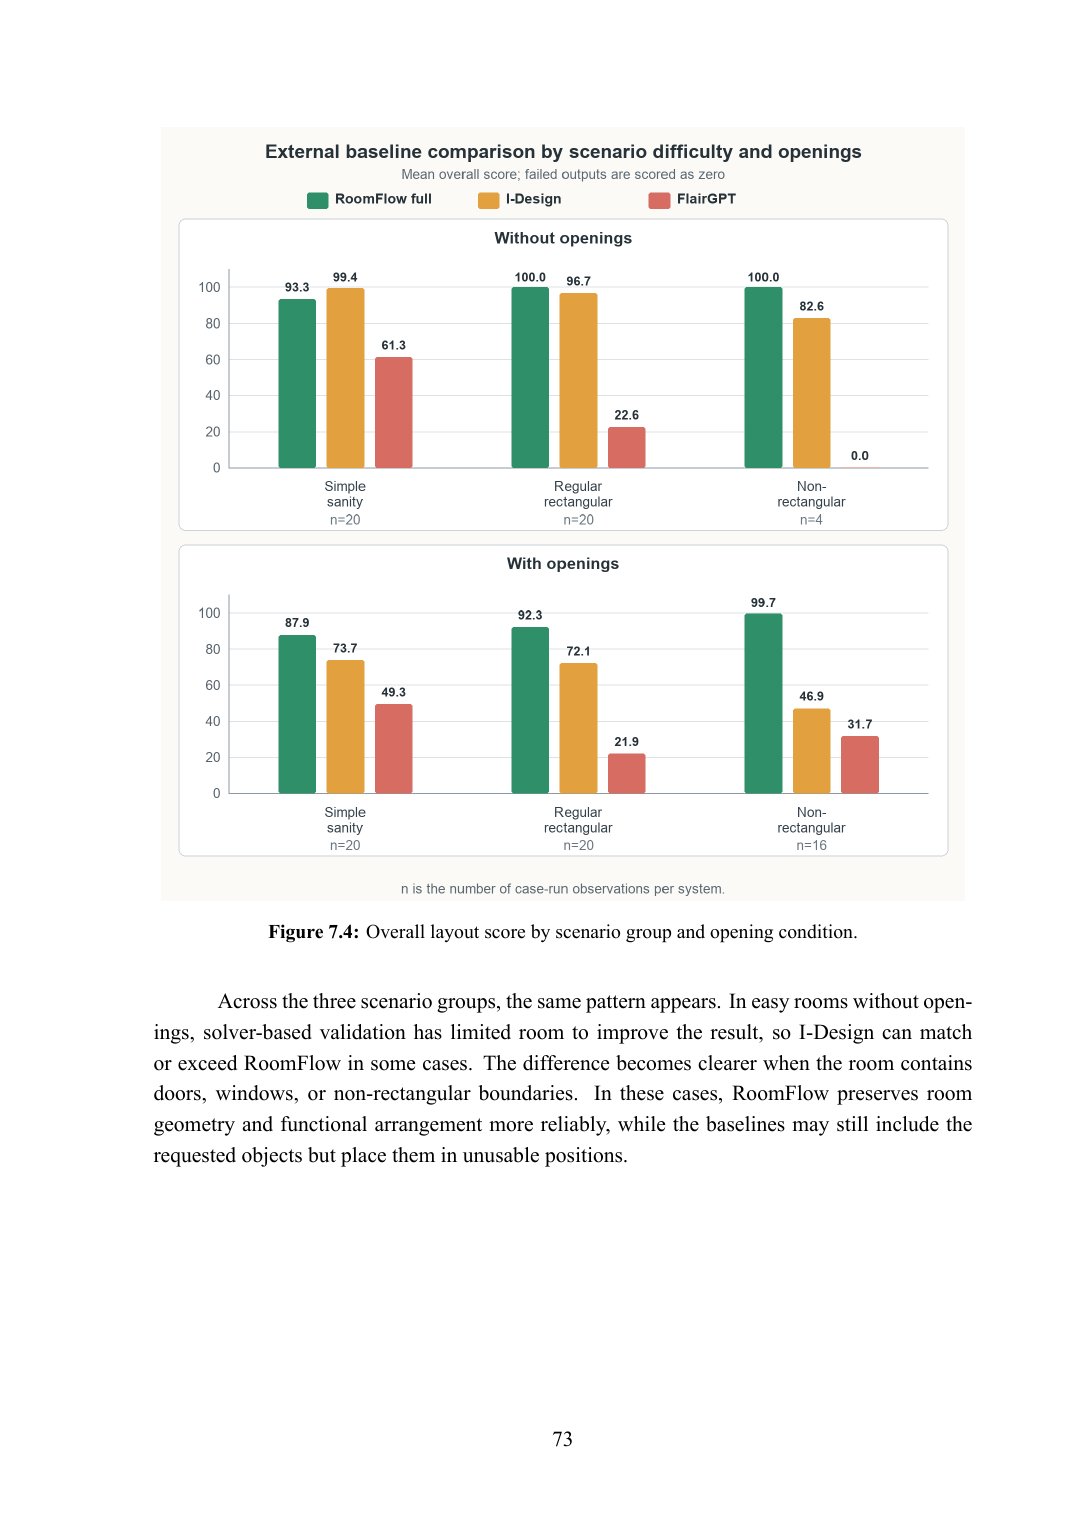 External baseline comparison by scenario difficulty and openings
Mean overall score; failed outputs are scored as zero
RoomFlow full
I-Design
FlairGPT
Without openings
100
80
60
40
20
0
93.3
99.4
61.3
100.0
96.7
22.6
100.0
82.6
0.0
Simple
sanity
n=20
Regular
rectangular
n=20
Non-
rectangular
n=4
With openings
100
80
60
40
20
0
87.9
73.7
49.3
92.3
72.1
21.9
99.7
46.9
31.7
Simple
sanity
n=20
Regular
rectangular
n=20
Non-
rectangular
n=16
n is the number of case-run observations per system.
Figure 7.4: Overall layout score by scenario group and opening condition.
Across the three scenario groups, the same pattern appears. In easy rooms without open-
ings, solver-based validation has limited room to improve the result, so I-Design can match
or exceed RoomFlow in some cases. The difference becomes clearer when the room contains
doors, windows, or non-rectangular boundaries. In these cases, RoomFlow preserves room
geometry and functional arrangement more reliably, while the baselines may still include the
requested objects but place them in unusable positions.
73